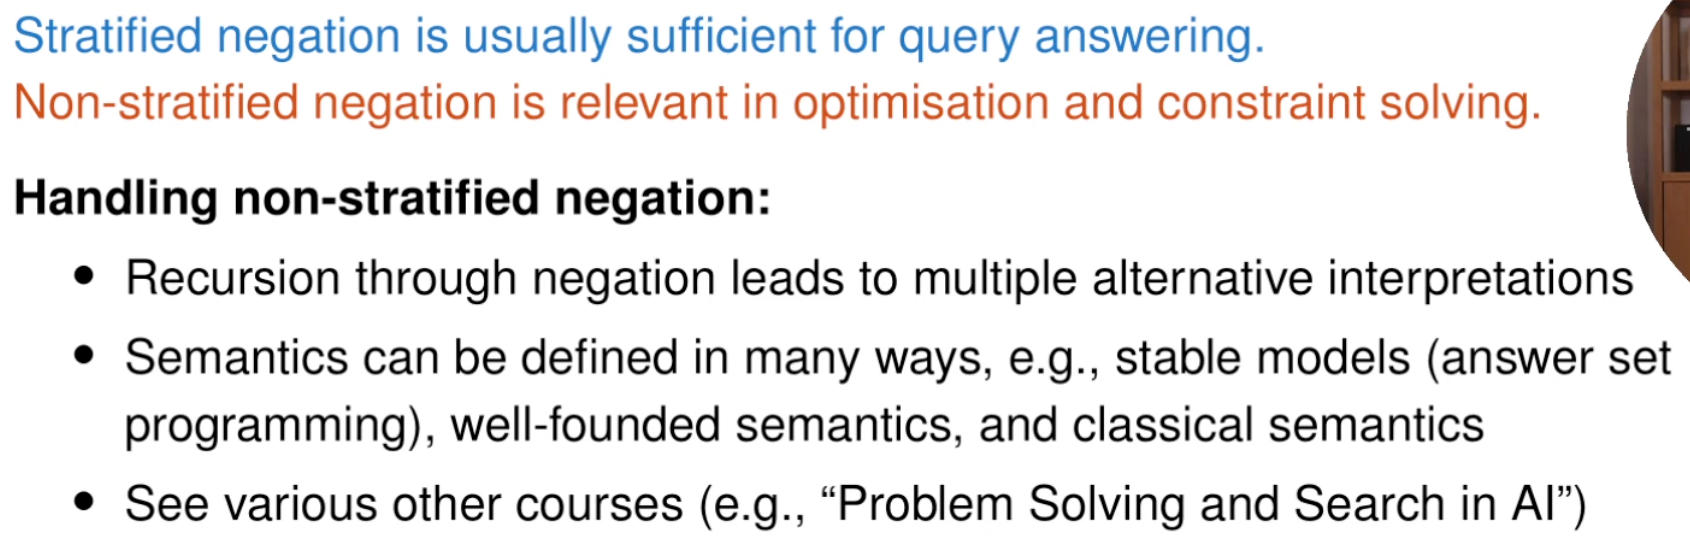 Stratified negation is usually sufficient for query answering.
Non-stratified negation is relevant in optimisation and constraint solving.
Handling non-stratified negation:
• Recursion through negation leads to multiple alternative interpretations
• Semantics can be defined in many ways, e.g., stable models (answer set
programming), well-founded semantics, and classical semantics
• See various other courses (e.g., “Problem Solving and Search in AI”)